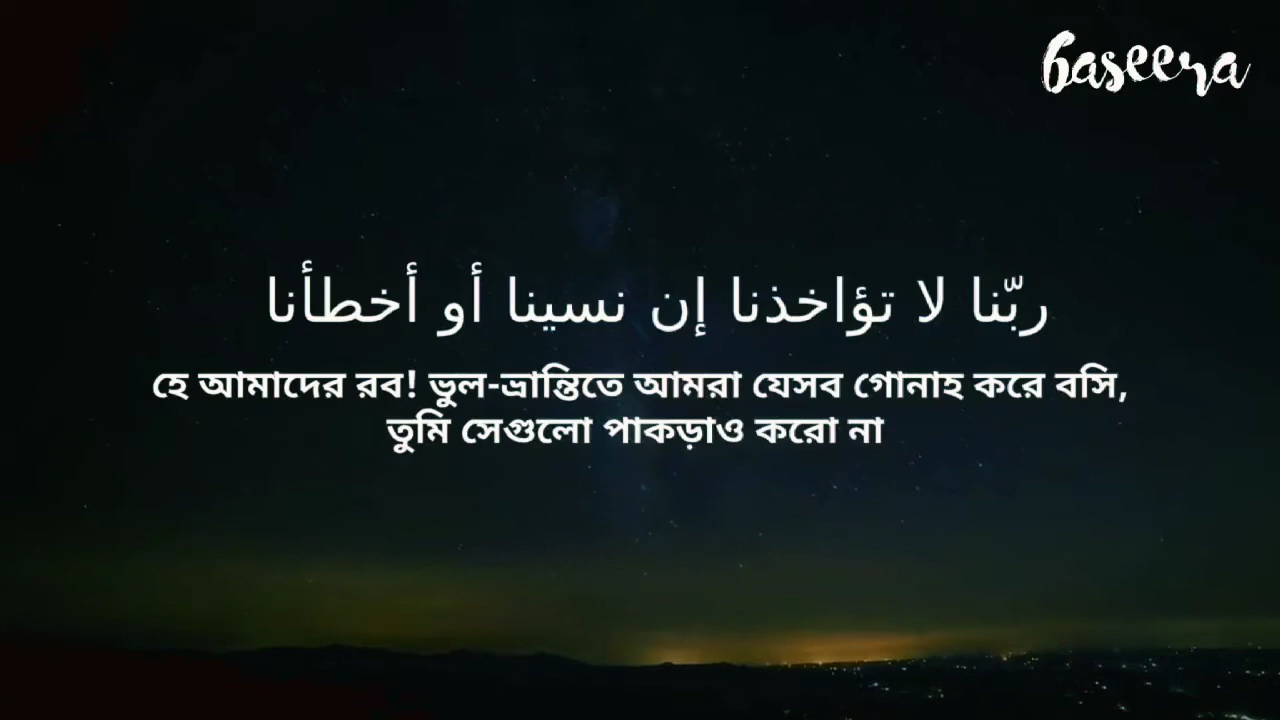 baseera
ربّنا لا تؤاخذنا إن نسينا أو أخطأنا
হে আমাদের রব! ভুল-ভ্রান্তিতে আমরা যেসব গোনাহ করে বসি,
তুমি সেগুলো পাকড়াও করো না